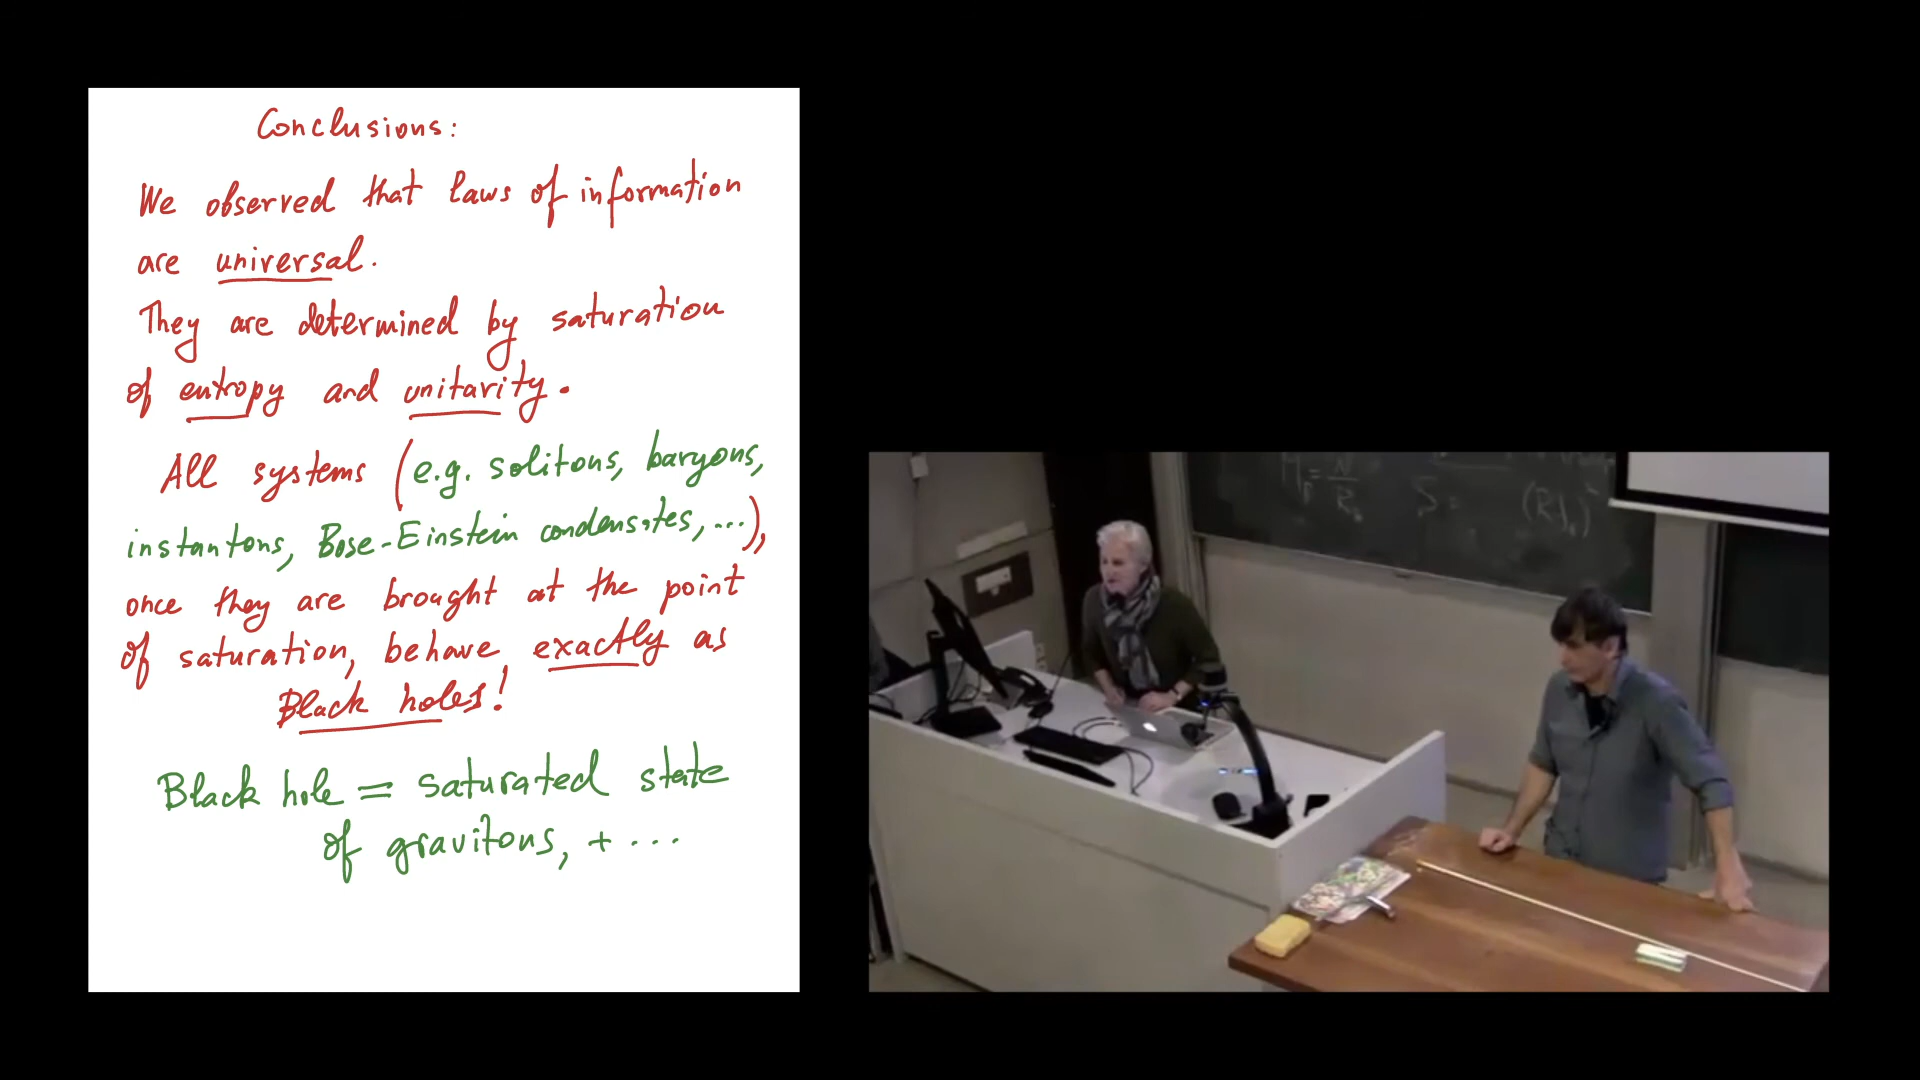 Conclusions:
We observed that laws of information
are universal.
They are determined by saturation
of entropy and unitarity.
All systems (e.g. solitons, baryons,
instantons, Bose-Einstein condensates, ...),
once they are brought at the point
of saturation, behave exactly as
Black holes!
Black hole = saturated state
of gravitons, + ...